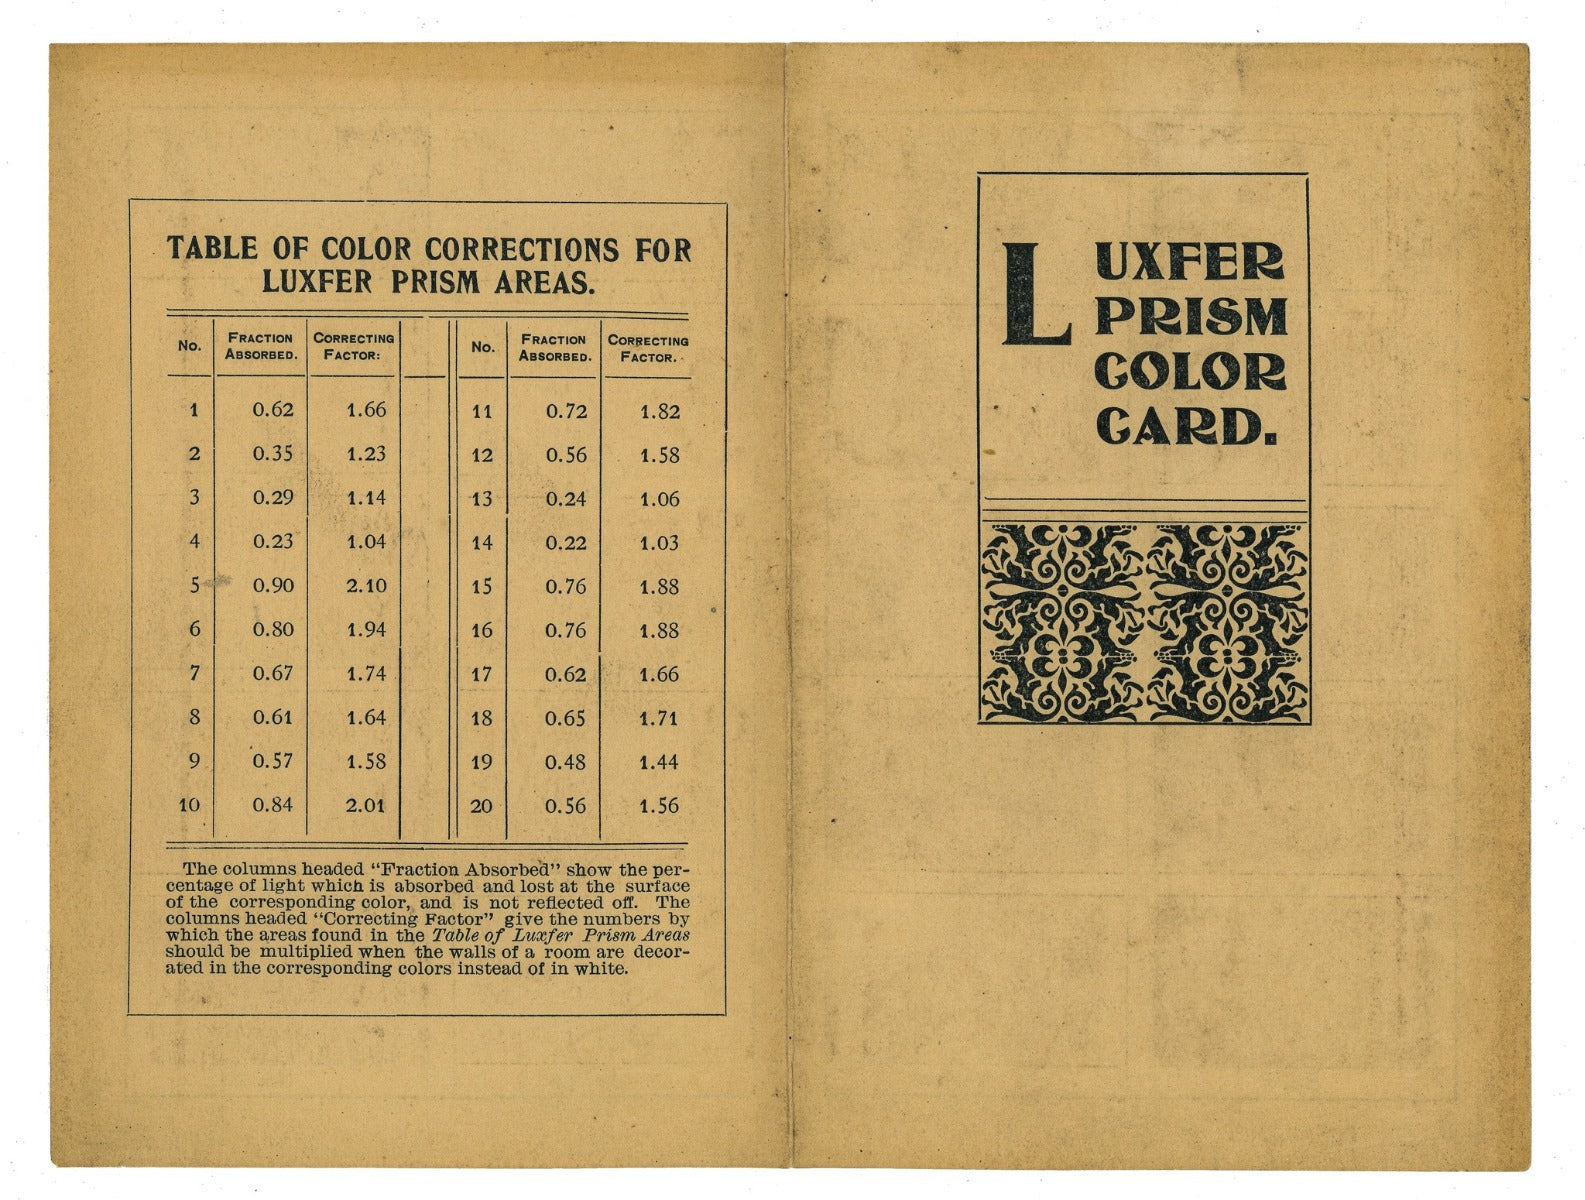 TABLE OF COLOR CORRECTIONS FOR
LUXFER PRISM AREAS.
No. FRACTION ABSORBED. CORRECTING FACTOR: No. FRACTION ABSORBED. CORRECTING FACTOR.
1 0.62 1.66 11 0.72 1.82
2 0.35 1.23 12 0.56 1.58
3 0.29 1.14 13 0.24 1.06
4 0.23 1.04 14 0.22 1.03
5 0.90 2.10 15 0.76 1.88
6 0.80 1.94 16 0.76 1.88
7 0.67 1.74 17 0.62 1.66
8 0.61 1.64 18 0.65 1.71
9 0.57 1.58 19 0.48 1.44
10 0.84 2.01 20 0.56 1.56
The columns headed "Fraction Absorbed" show the per-
centage of light which is absorbed and lost at the surface
of the corresponding color, and is not reflected off. The
columns headed "Correcting Factor" give the numbers by
which the areas found in the Table of Luxfer Prism Areas
should be multiplied when the walls of a room are decor-
ated in the corresponding colors instead of in white.
LUXFER
PRISM
COLOR
CARD.